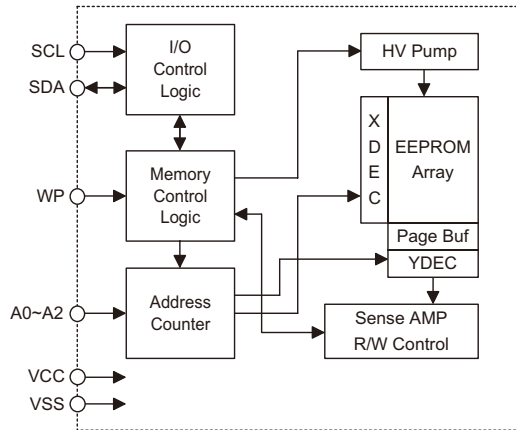 SCL
SDA
I/O
Control
Logic
HV Pump
X
D
E
C
EEPROM
Array
WP
Memory
Control
Logic
Page Buf
YDEC
A0~A2
Address
Counter
Sense AMP
R/W Control
VCC
VSS